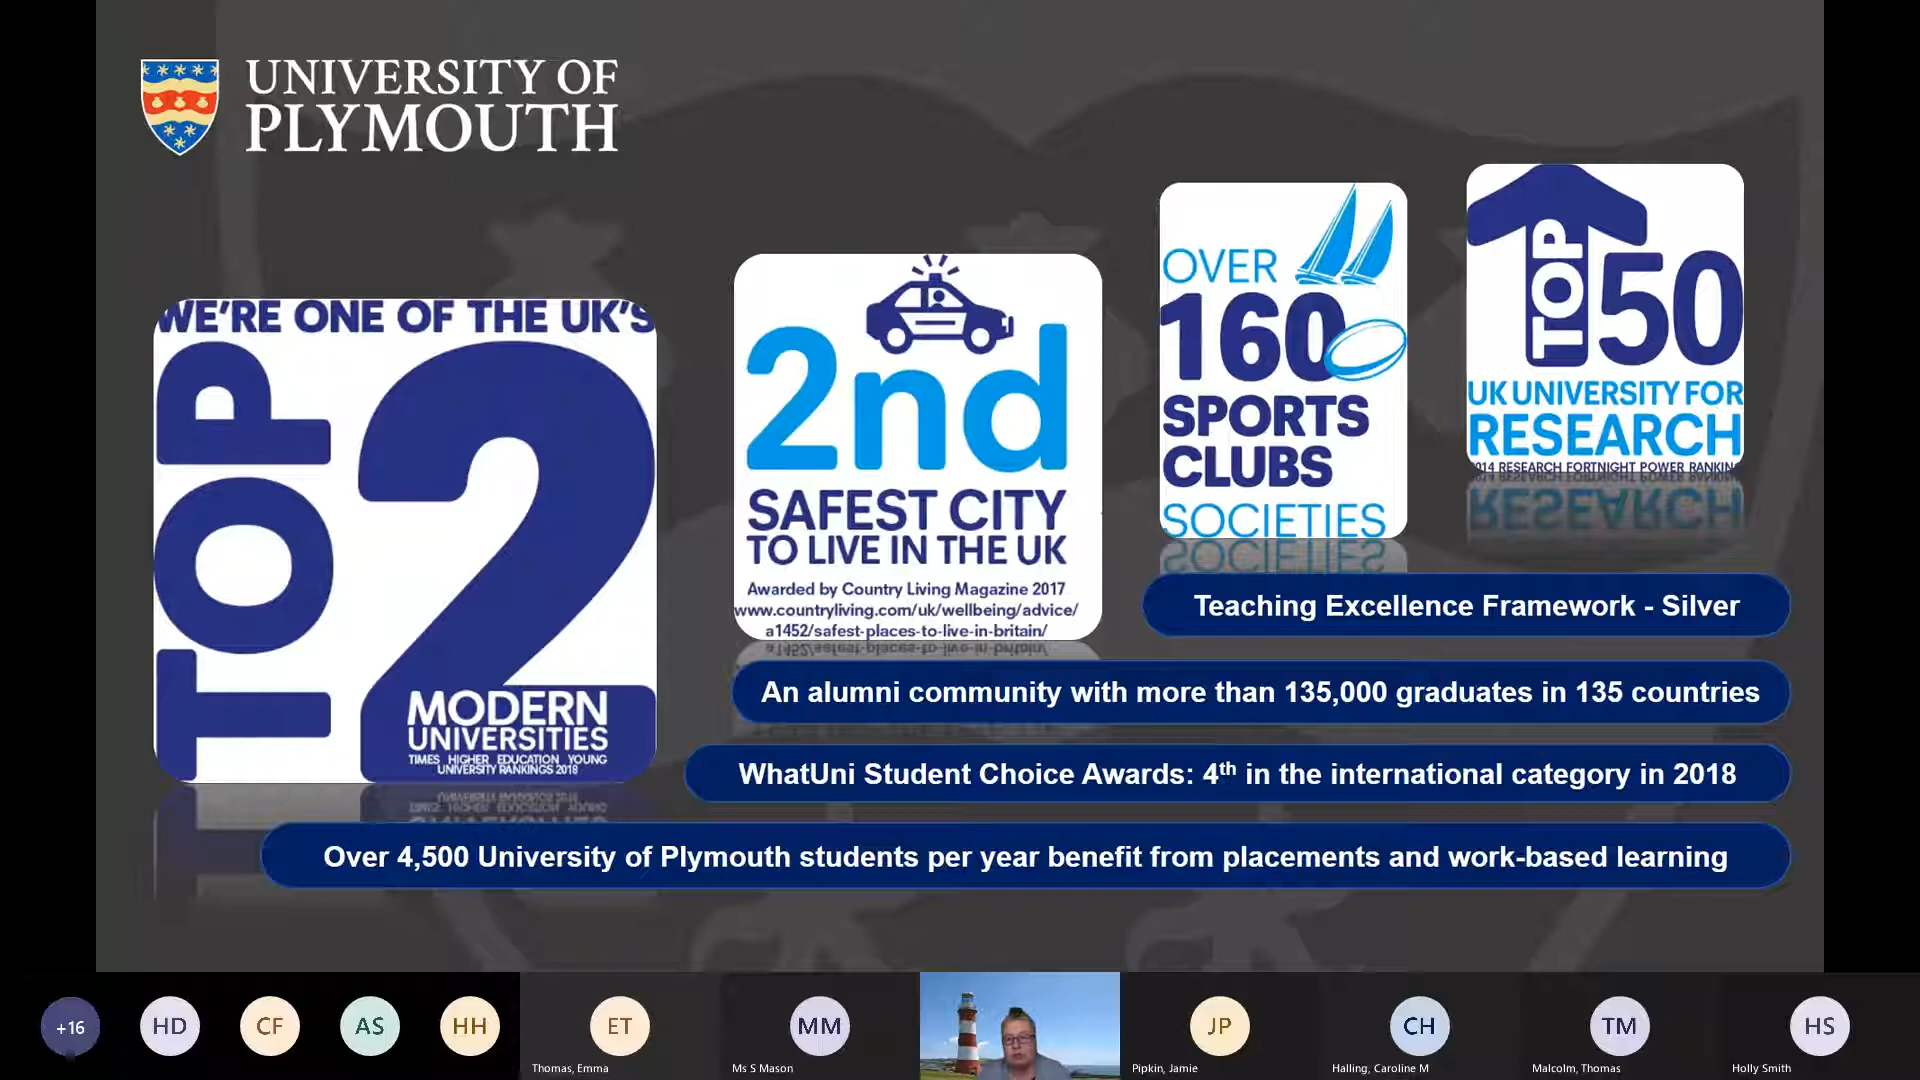 UNIVERSITY OF
PLYMOUTH
WE'RE ONE OF THE UK'S
TOP
2
MODERN
UNIVERSITIES
TIMES HIGHER EDUCATION YOUNG
UNIVERSITY RANKINGS 2018
2nd
SAFEST CITY
TO LIVE IN THE UK
Awarded by Country Living Magazine 2017
www.countryliving.com/uk/wellbeing/advice/
a1452/safest-places-to-live-in-britain/
OVER
160
SPORTS
CLUBS
SOCIETIES
TOP
50
UK UNIVERSITY FOR
RESEARCH
RESEARCH FORTNIGHT POWER
Teaching Excellence Framework - Silver
An alumni community with more than 135,000 graduates in 135 countries
WhatUni Student Choice Awards: 4th in the international category in 2018
Over 4,500 University of Plymouth students per year benefit from placements and work-based learning
+16
HD
CF
AS
HH
ET
MM
JP
CH
TM
HS
Thomas, Emma
Ms S Mason
Pipkin, Jamie
Halling, Caroline M
Malcolm, Thomas
Holly Smith